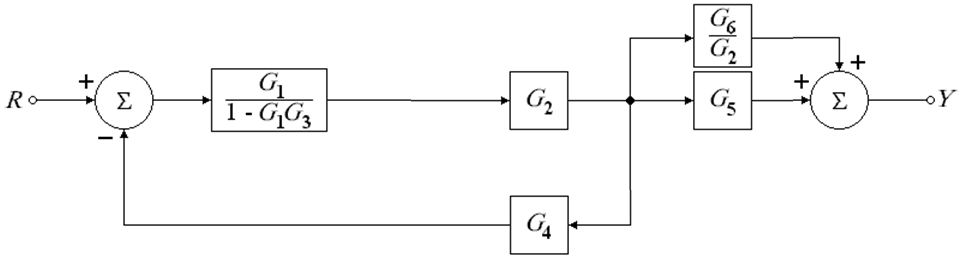 G6
G2
+
R
Σ
−
G1
1 - G1G3
G2
G5
+
+
Σ
Y
G4